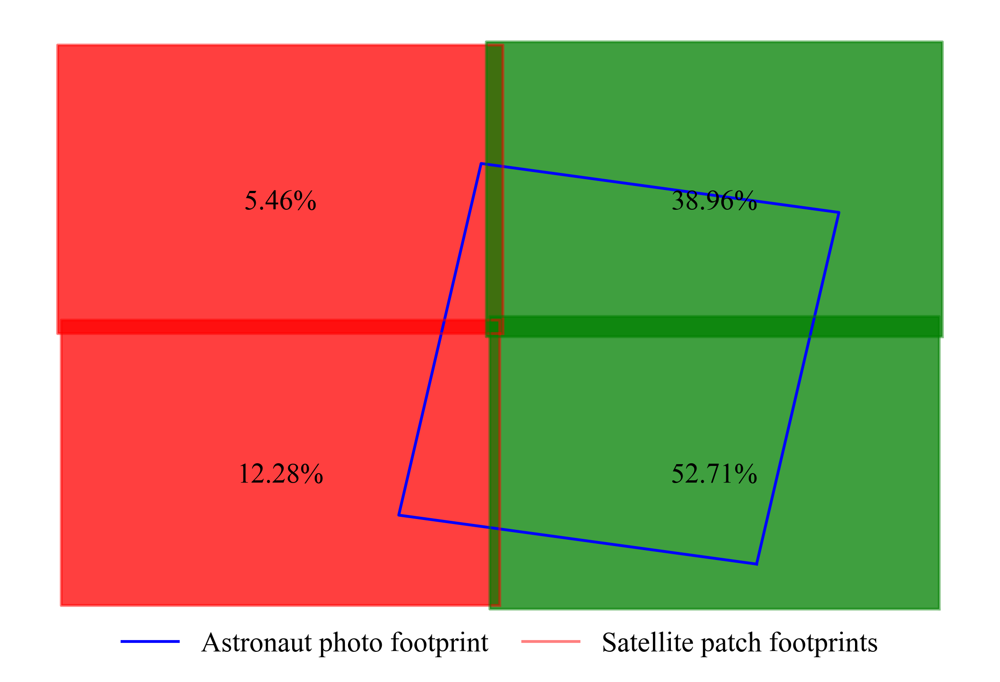 5.46%
38.96%
12.28%
52.71%
Astronaut photo footprint
Satellite patch footprints